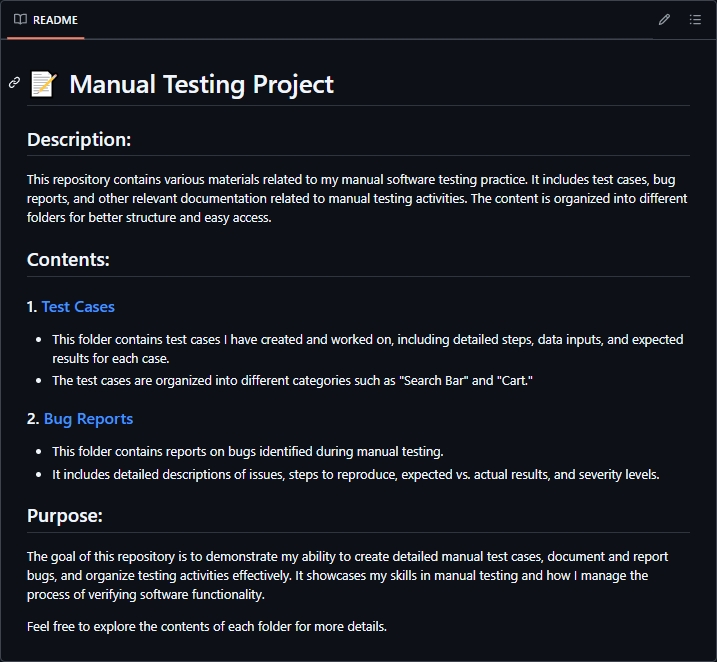 README
Manual Testing Project
Description:
This repository contains various materials related to my manual software testing practice. It includes test cases, bug
reports, and other relevant documentation related to manual testing activities. The content is organized into different
folders for better structure and easy access.
Contents:
1. Test Cases
• This folder contains test cases I have created and worked on, including detailed steps, data inputs, and expected
results for each case.
• The test cases are organized into different categories such as "Search Bar" and "Cart."
2. Bug Reports
• This folder contains reports on bugs identified during manual testing.
• It includes detailed descriptions of issues, steps to reproduce, expected vs. actual results, and severity levels.
Purpose:
The goal of this repository is to demonstrate my ability to create detailed manual test cases, document and report
bugs, and organize testing activities effectively. It showcases my skills in manual testing and how I manage the
process of verifying software functionality.
Feel free to explore the contents of each folder for more details.